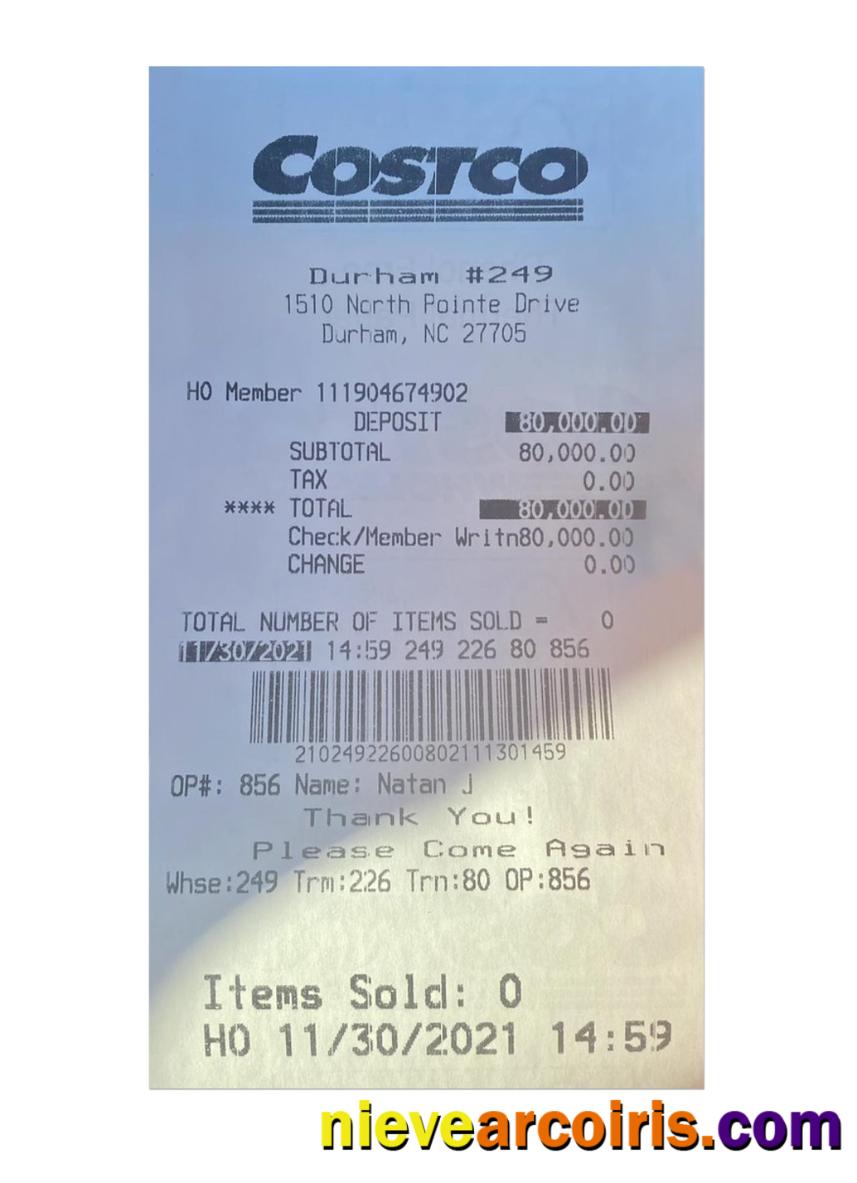 Costco
Durham #249
1510 North Pointe Drive
Durham, NC 27705
HO Member 111904674902
DEPOSIT 80,000.00
SUBTOTAL 80,000.00
TAX 0.00
**** TOTAL 80,000.00
Check/Member Writn80,000.00
CHANGE 0.00
TOTAL NUMBER OF ITEMS SOLD = 0
11/30/2021 14:59 249 226 80 856
21024922600802111301459
OP#: 856 Name: Natan J
Thank You!
Please Come Again
Whse:249 Trm:226 Trn:80 OP:856
Items Sold: 0
HO 11/30/2021 14:59
nievearcoiris.com